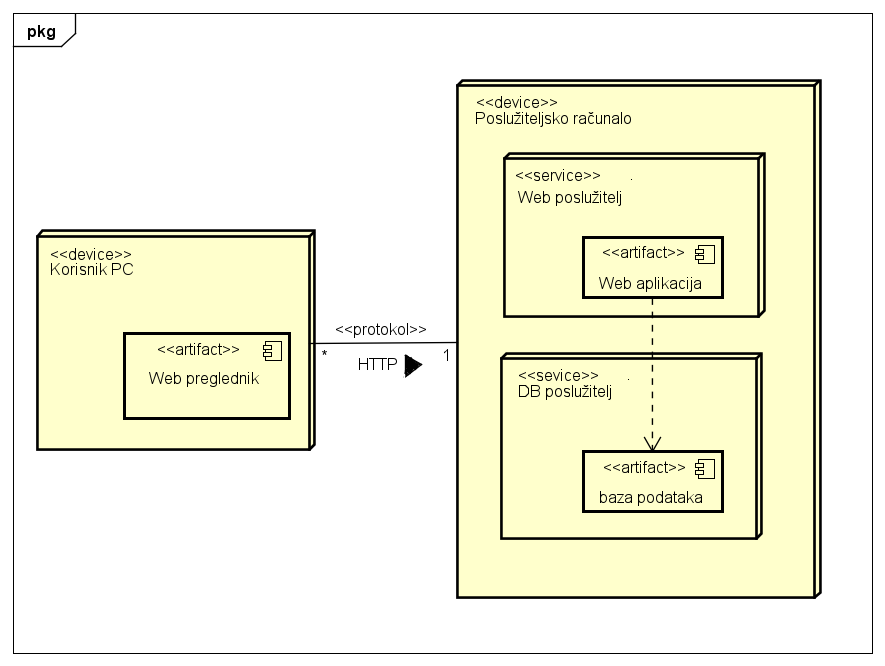 pkg
<<device>>
Korisnik PC
<<artifact>>
Web preglednik
<<protokol>>
*
1
HTTP
<<device>>
Poslužiteljsko računalo
<<service>> .
Web poslužitelj
<<artifact>>
Web aplikacija
<<sevice>> .
DB poslužitelj
<<artifact>>
baza podataka